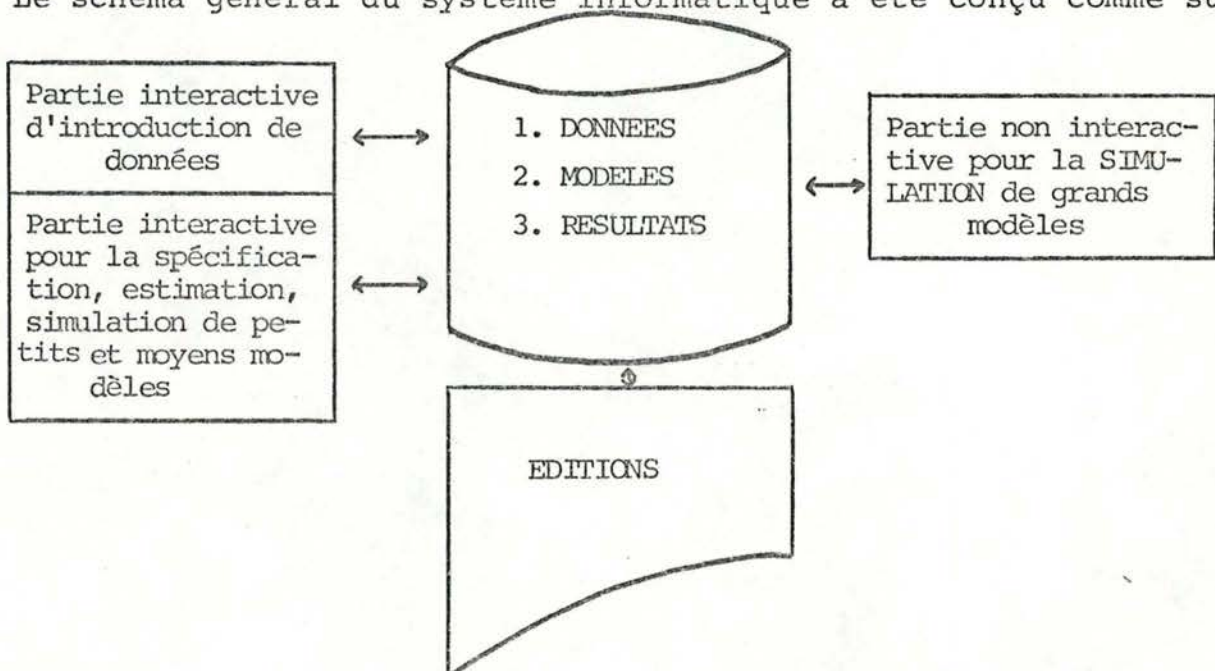 Le schéma général du système informatique a été conçu comme
Partie interactive
d'introduction de
données
Partie interactive
pour la spécifica-
tion, estimation,
simulation de pe-
tits et moyens mo-
dèles
1. DONNEES
2. MODELES
3. RESULTATS
Partie non interac-
tive pour la SIMU-
LATION de grands
modèles
EDITIONS